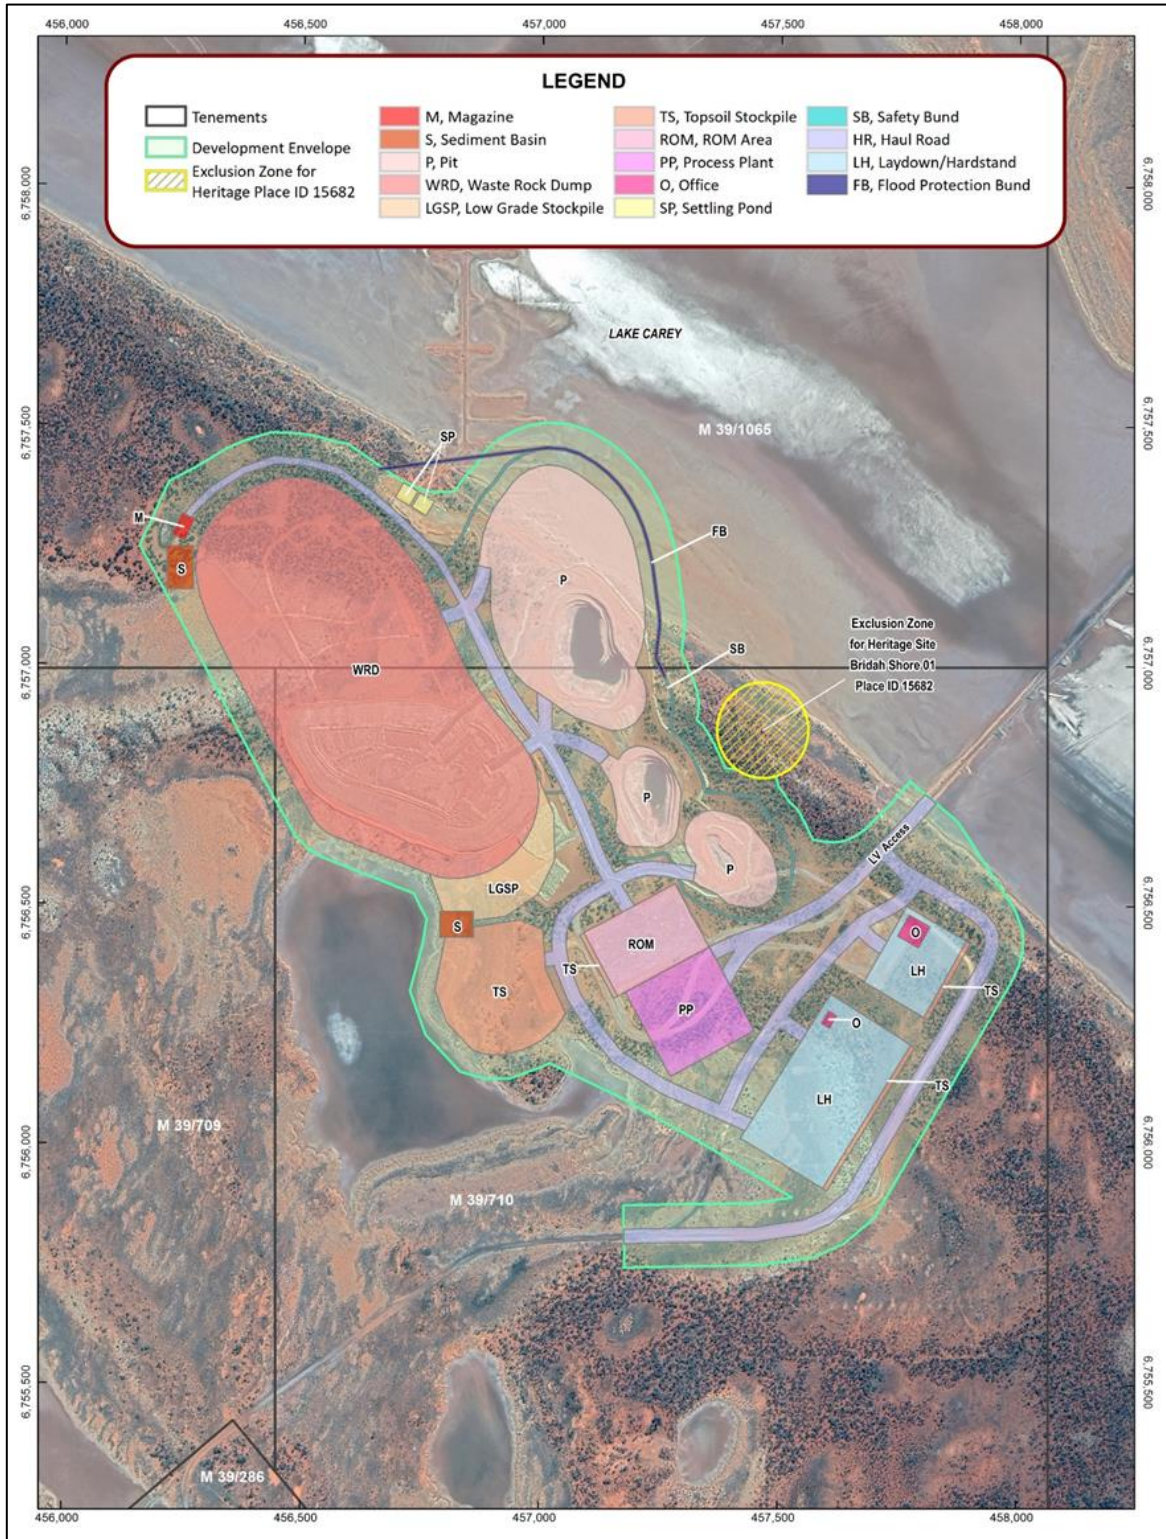 456,000 456,500 457,000 457,500 458,000
LEGEND
Tenements
Development Envelope
Exclusion Zone for
Heritage Place ID 15682
M, Magazine
S, Sediment Basin
P, Pit
WRD, Waste Rock Dump
LGSP, Low Grade Stockpile
TS, Topsoil Stockpile
ROM, ROM Area
PP, Process Plant
O, Office
SP, Settling Pond
SB, Safety Bund
HR, Haul Road
LH, Laydown/Hardstand
FB, Flood Protection Bund
6,758,000
6,758,000
LAKE CAREY
6,757,500
6,757,500
M 39/1065
SP
M
FB
S
P
Exclusion Zone
for Heritage Site
Bridah Shore 01
Place ID 15682
SB
WRD
6,757,000
6,757,000
P
LV Access
P
LGSP
6,756,500
6,756,500
S
O
ROM
TS
LH
TS
TS
PP
O
TS
LH
M 39/709
6,756,000
6,756,000
M 39/710
6,755,500
6,755,500
M 39/286
456,000 456,500 457,000 457,500 458,000